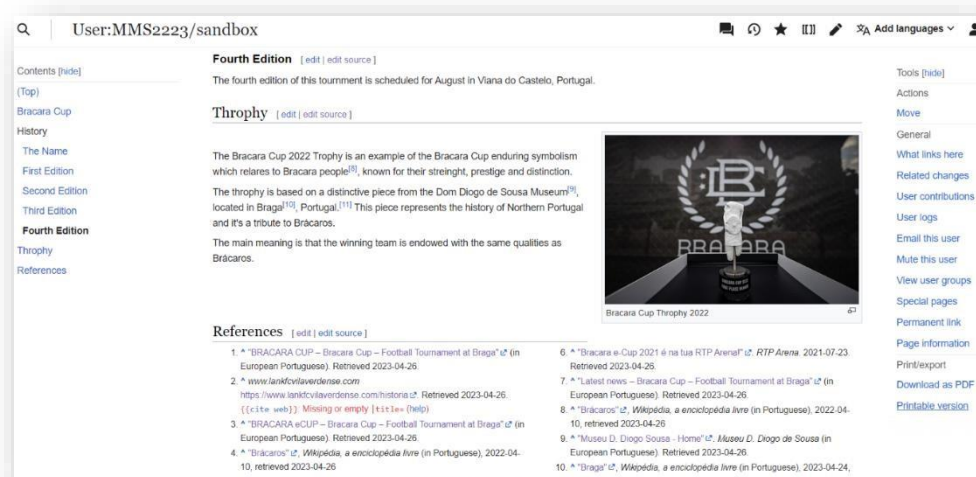 User:MMS2223/sandbox
Add languages
Contents [hide]
(Top)
Bracara Cup
History
The Name
First Edition
Second Edition
Third Edition
Fourth Edition
Throphy
References
Fourth Edition [ edit | edit source ]
The fourth edition of this tournment is scheduled for August in Viana do Castelo, Portugal.
Throphy [ edit | edit source ]
The Bracara Cup 2022 Trophy is an example of the Bracara Cup enduring symbolism
which relares to Bracara people[8], known for their streinght, prestige and distinction.
The throphy is based on a distinctive piece from the Dom Diogo de Sousa Museum[9],
located in Braga[10], Portugal.[11] This piece represents the history of Northern Portugal
and it's a tribute to Brácaros.
The main meaning is that the winning team is endowed with the same qualities as
Brácaros.
BRACARA
Bracara Cup Throphy 2022
References [ edit | edit source ]
1. ^ "BRACARA CUP – Bracara Cup – Football Tournament at Braga" (in
European Portuguese). Retrieved 2023-04-26.
2. ^ www.lankfcvilaverdense.com
https://www.lankfcvilaverdense.com/historia. Retrieved 2023-04-26.
{{cite web}}: Missing or empty |title= (help)
3. ^ "BRACARA eCUP – Bracara Cup – Football Tournament at Braga" (in
European Portuguese). Retrieved 2023-04-26.
4. ^ "Brácaros", Wikipédia, a enciclopédia livre (in Portuguese), 2022-04-
10, retrieved 2023-04-26
6. ^ "Bracara e-Cup 2021 é na tua RTP Arena!". RTP Arena. 2021-07-23.
Retrieved 2023-04-26.
7. ^ "Latest news – Bracara Cup – Football Tournament at Braga" (in
European Portuguese). Retrieved 2023-04-26.
8. ^ "Brácaros", Wikipédia, a enciclopédia livre (in Portuguese), 2022-04-
10, retrieved 2023-04-26
9. ^ "Museu D. Diogo Sousa - Home". Museu D. Diogo de Sousa (in
European Portuguese). Retrieved 2023-04-26.
10. ^ "Braga", Wikipédia, a enciclopédia livre (in Portuguese), 2023-04-24,
Tools [hide]
Actions
Move
General
What links here
Related changes
User contributions
User logs
Email this user
Mute this user
View user groups
Special pages
Permanent link
Page information
Print/export
Download as PDF
Printable version